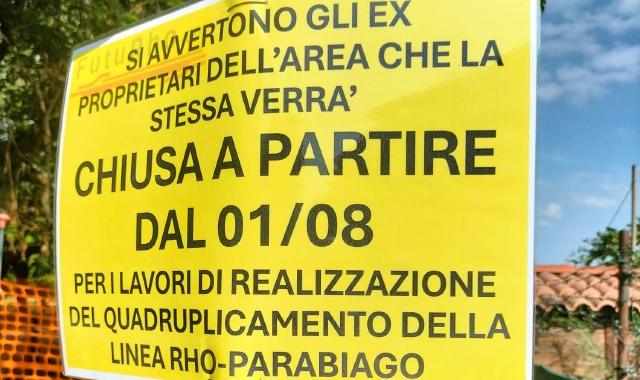 SI AVVERTONO GLI EX
PROPRIETARI DELL'AREA CHE LA
STESSA VERRA'
CHIUSA A PARTIRE
DAL 01/08
PER I LAVORI DI REALIZZAZIONE
DEL QUADRUPLICAMENTO DELLA
LINEA RHO-PARABIAGO